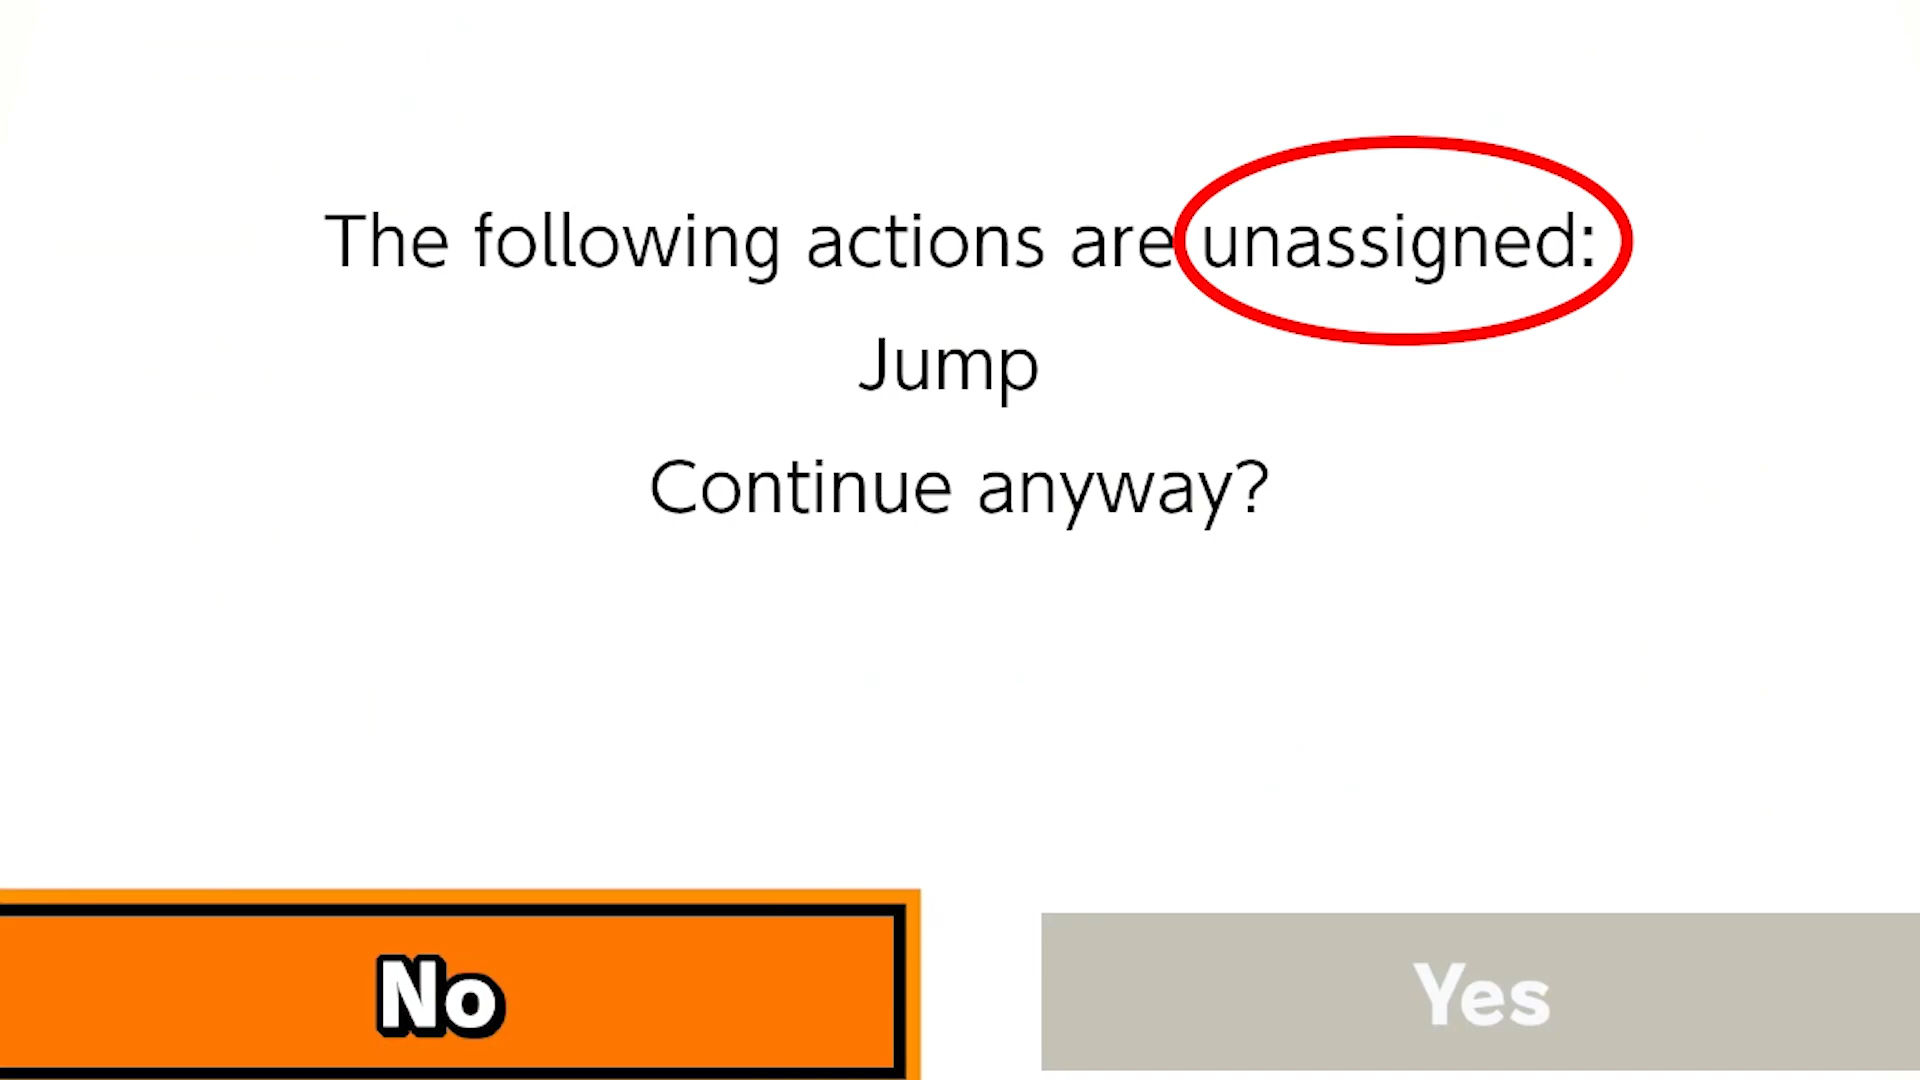 The following actions are unassigned:
Jump
Continue anyway?
No
Yes